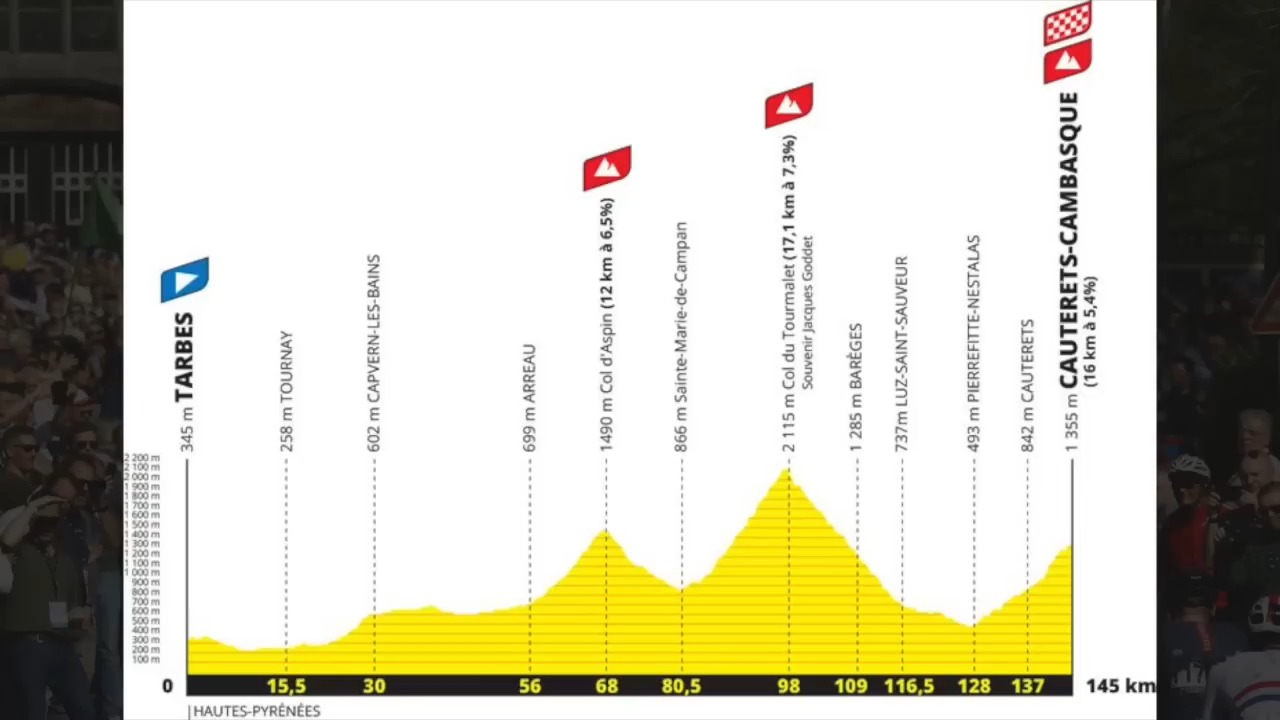 345 m TARBES
258 m TOURNAY
602 m CAPVERN-LES-BAINS
699 m ARREAU
1490 m Col d'Aspin (12 km à 6,5%)
866 m Sainte-Marie-de-Campan
2 115 m Col du Tourmalet (17,1 km à 7,3%)
Souvenir Jacques Goddet
1 285 m BARÈGES
737m LUZ-SAINT-SAUVEUR
493 m PIERREFITTE-NESTALAS
842 m CAUTERETS
1 355 m CAUTERETS-CAMBASQUE
(16 km à 5,4%)
2 200 m
2 100 m
2 000 m
1 900 m
1 800 m
1 700 m
1 600 m
1 500 m
1 400 m
1 300 m
1 200 m
1 100 m
1 000 m
900 m
800 m
700 m
600 m
500 m
400 m
300 m
200 m
100 m
0 15,5 30 56 68 80,5 98 109 116,5 128 137 145 km
HAUTES-PYRÉNÉES